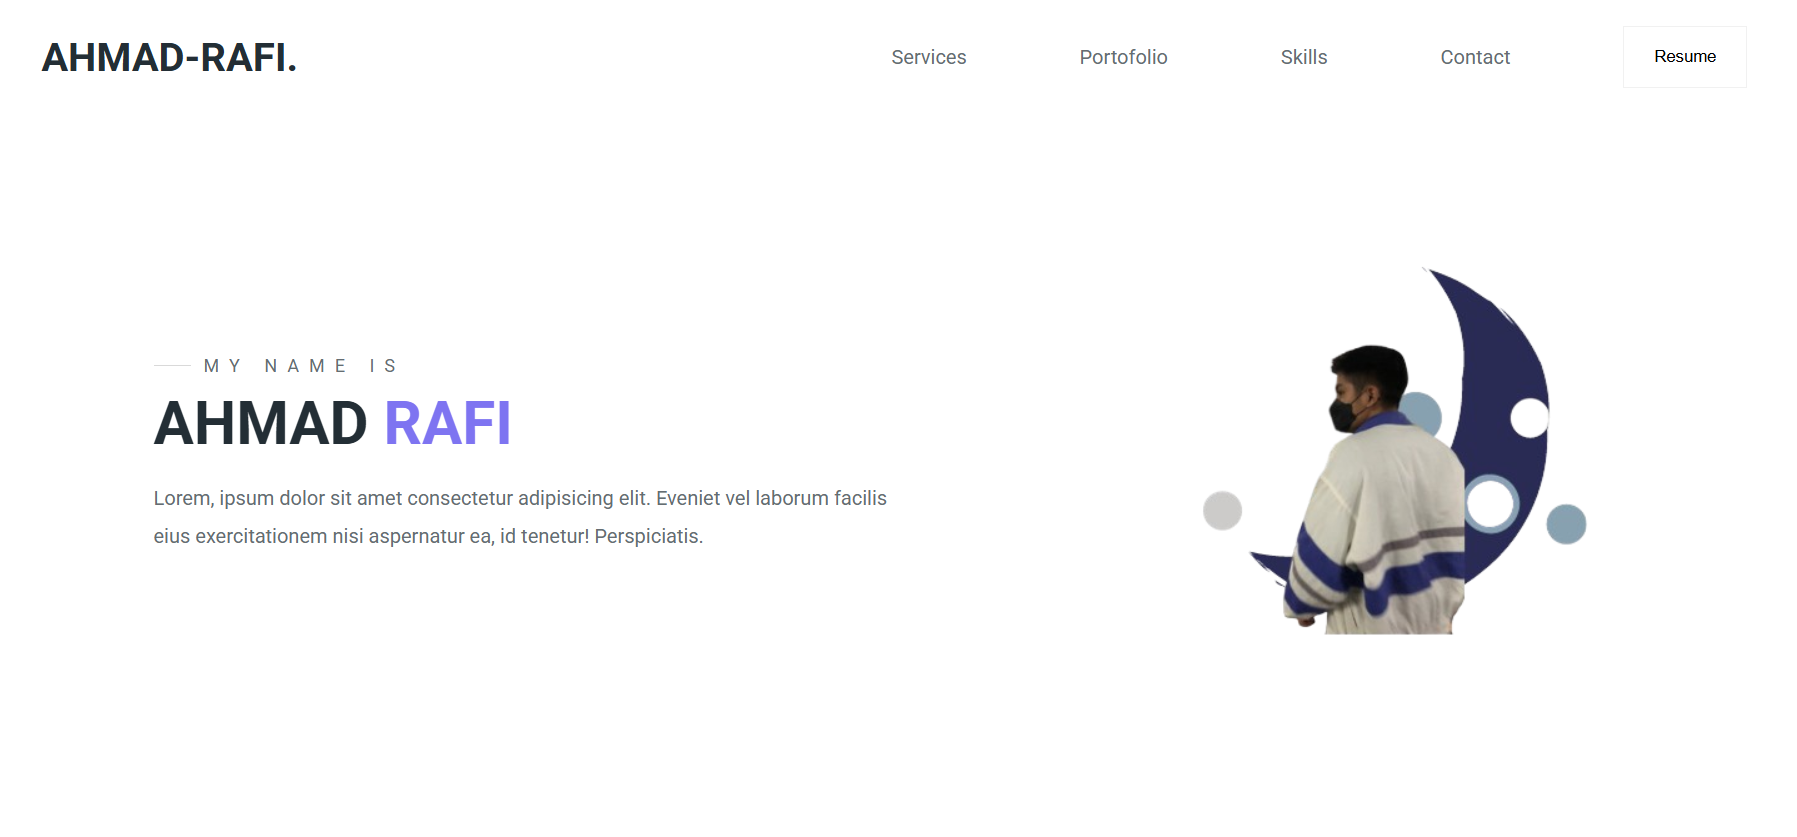 AHMAD-RAFI.
Services Portofolio Skills Contact Resume
MY NAME IS
AHMAD RAFI
Lorem, ipsum dolor sit amet consectetur adipisicing elit. Eveniet vel laborum facilis
eius exercitationem nisi aspernatur ea, id tenetur! Perspiciatis.